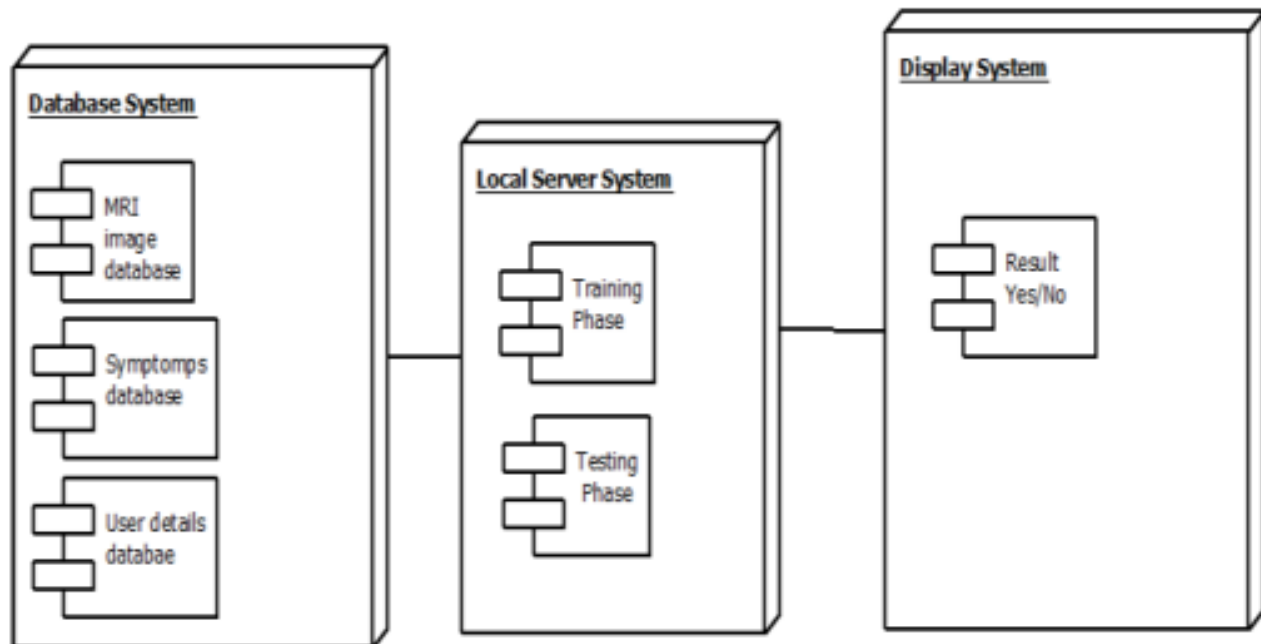 Database System
MRI
image
database
Symptomps
database
User details
databae
Local Server System
Training
Phase
Testing
Phase
Display System
Result
Yes/No